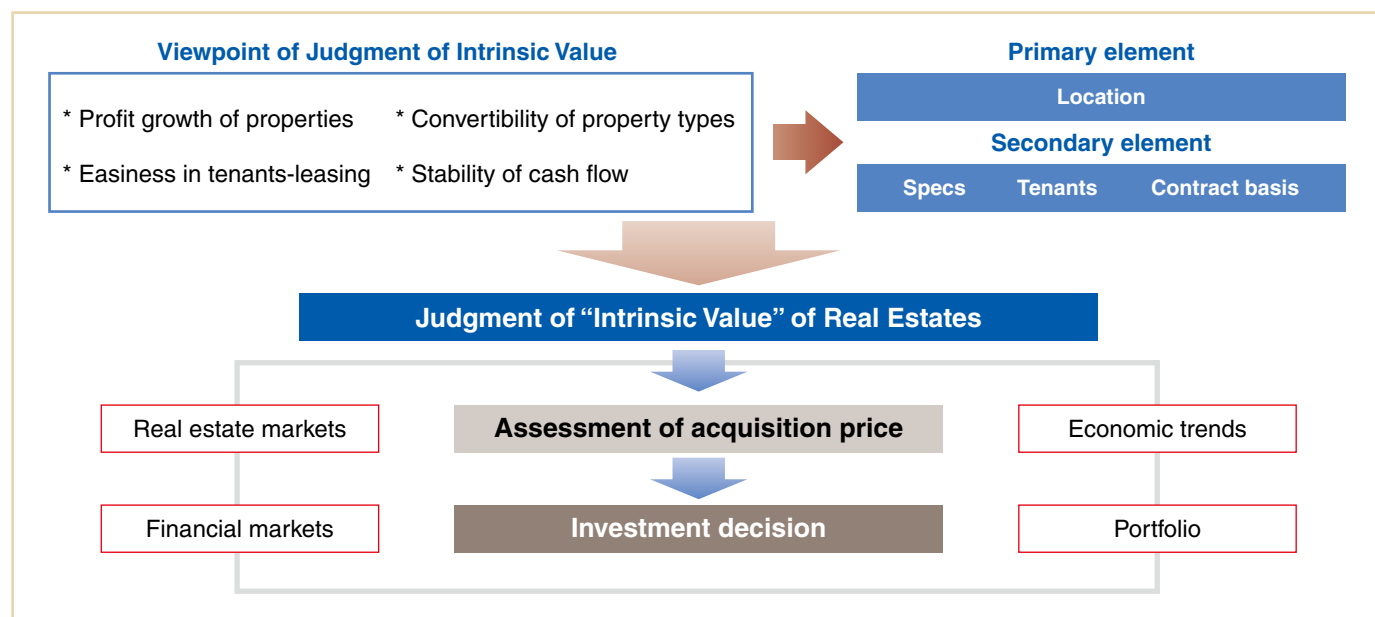 Viewpoint of Judgment of Intrinsic Value
* Profit growth of properties
* Convertibility of property types
* Easiness in tenants-leasing
* Stability of cash flow
Primary element
Location
Secondary element
Specs Tenants Contract basis
Judgment of “Intrinsic Value” of Real Estates
Real estate markets
Assessment of acquisition price
Economic trends
Financial markets
Investment decision
Portfolio